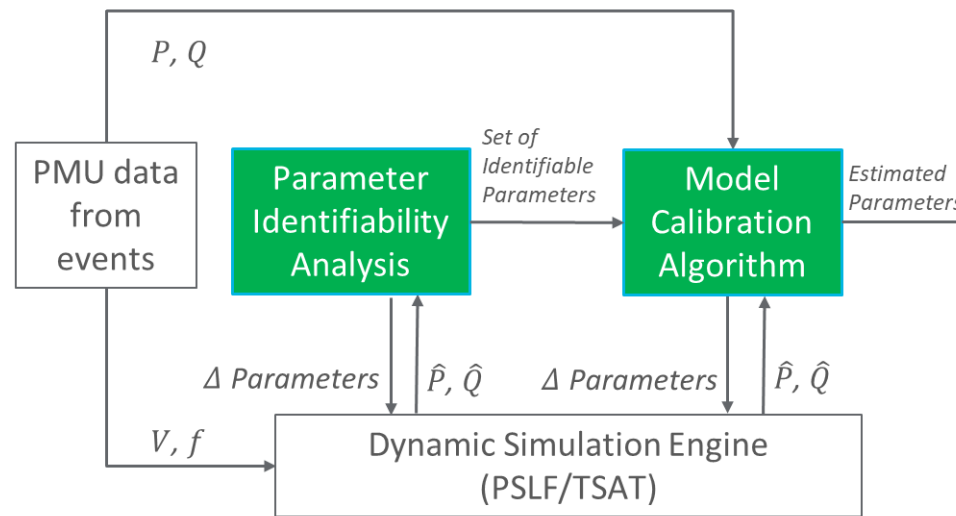 P, Q
PMU data
from
events
Parameter
Identifiability
Analysis
Set of
Identifiable
Parameters
Model
Calibration
Algorithm
Estimated
Parameters
Δ Parameters
P̂, Q̂
Δ Parameters
P̂, Q̂
V, f
Dynamic Simulation Engine
(PSLF/TSAT)